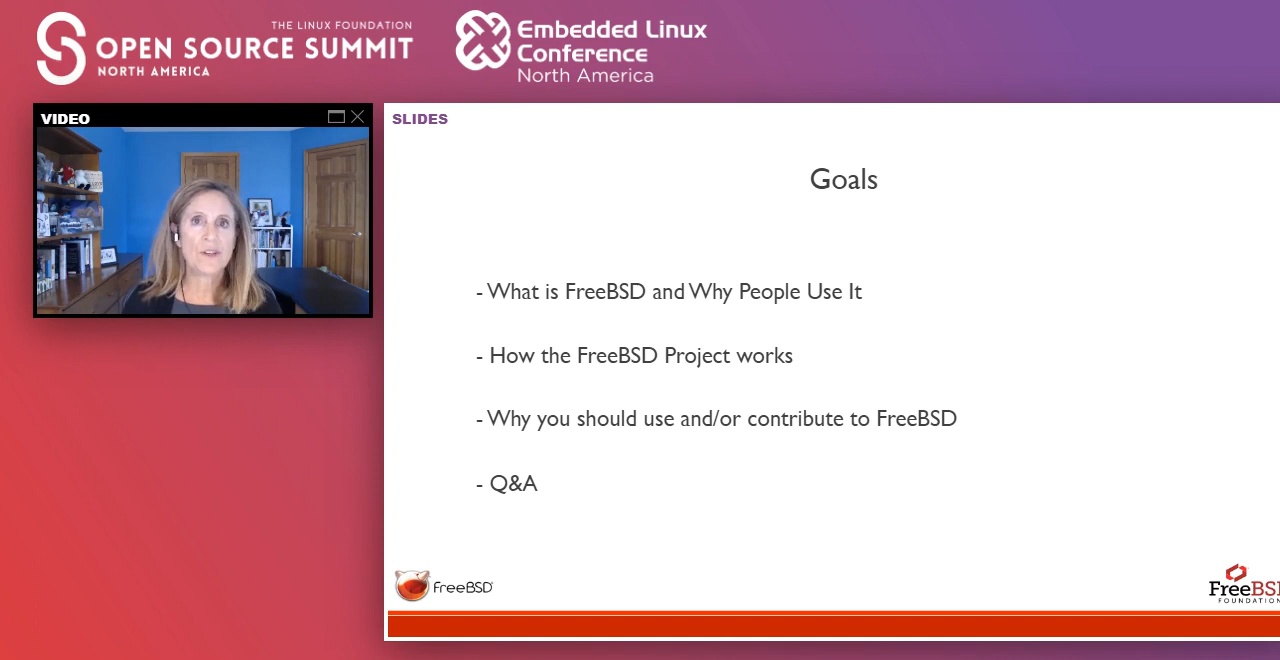 THE LINUX FOUNDATION
OPEN SOURCE SUMMIT
NORTH AMERICA
Embedded Linux
Conference
North America
VIDEO
SLIDES
Goals
- What is FreeBSD and Why People Use It
- How the FreeBSD Project works
- Why you should use and/or contribute to FreeBSD
- Q&A
FreeBSD
FreeBSD
FOUNDATION